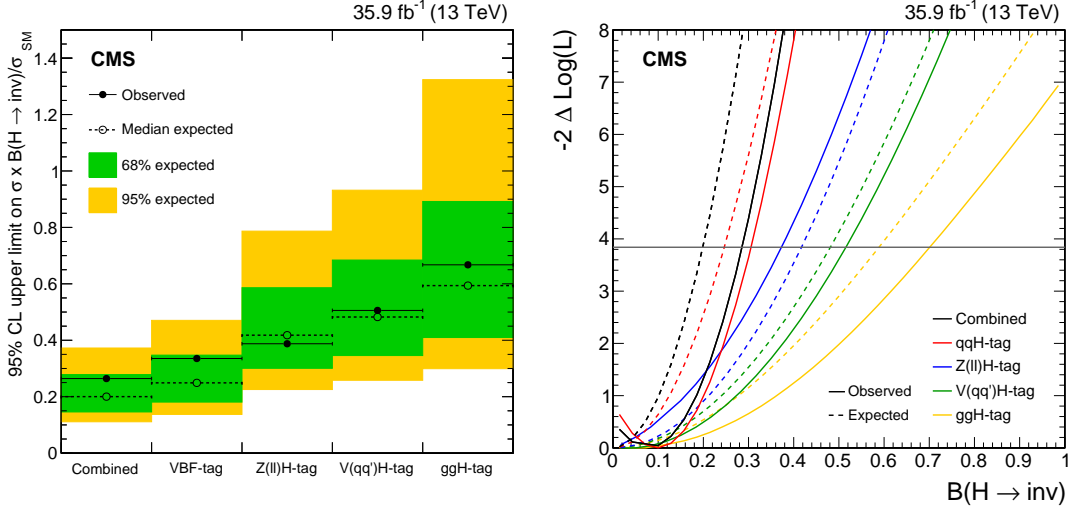 35.9 fb⁻¹ (13 TeV)
95% CL upper limit on σ x B(H → inv)/σ_SM
1.4
1.2
1
0.8
0.6
0.4
0.2
0
CMS
Observed
Median expected
68% expected
95% expected
Combined VBF-tag Z(ll)H-tag V(qq')H-tag ggH-tag
35.9 fb⁻¹ (13 TeV)
-2 Δ Log(L)
8
7
6
5
4
3
2
1
0
CMS
Combined
qqH-tag
Z(ll)H-tag
Observed V(qq')H-tag
Expected ggH-tag
0 0.1 0.2 0.3 0.4 0.5 0.6 0.7 0.8 0.9 1
B(H → inv)